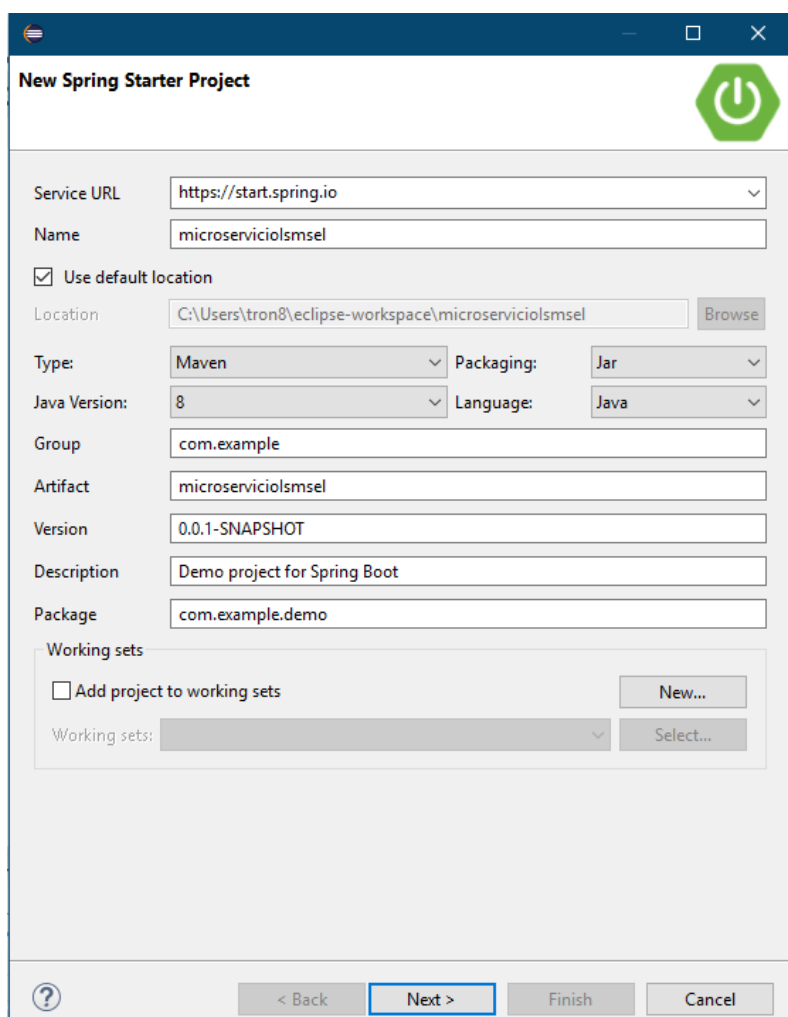 New Spring Starter Project
Service URL https://start.spring.io
Name microserviciolsmsel
Use default location
Location C:\Users\tron8\eclipse-workspace\microserviciolsmsel Browse
Type: Maven Packaging: Jar
Java Version: 8 Language: Java
Group com.example
Artifact microserviciolsmsel
Version 0.0.1-SNAPSHOT
Description Demo project for Spring Boot
Package com.example.demo
Working sets
Add project to working sets New...
Working sets: Select...
? < Back Next > Finish Cancel